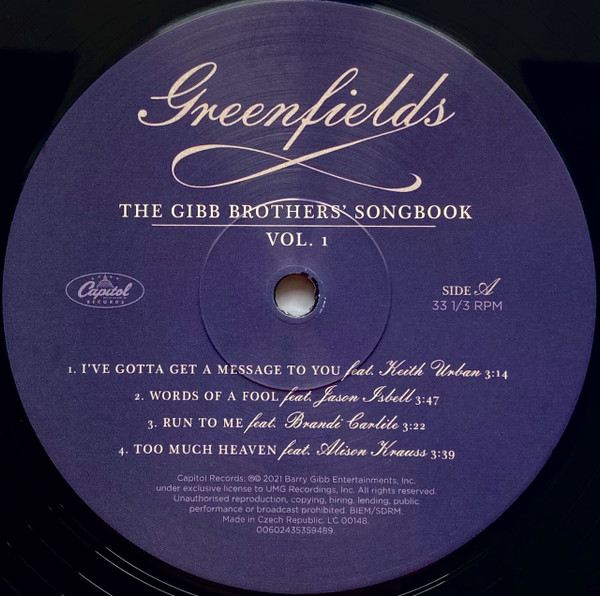 Greenfields
THE GIBB BROTHERS' SONGBOOK
VOL. 1
Capitol
RECORDS
SIDE A
33 1/3 RPM
1. I'VE GOTTA GET A MESSAGE TO YOU feat. Keith Urban 3:14
2. WORDS OF A FOOL feat. Jason Isbell 3:47
3. RUN TO ME feat. Brandi Carlile 3:22
4. TOO MUCH HEAVEN feat. Alison Krauss 3:39
Capitol Records; ℗© 2021 Barry Gibb Entertainments, Inc.
under exclusive license to UMG Recordings, Inc. All rights reserved.
Unauthorised reproduction, copying, hiring, lending, public
performance or broadcast prohibited. BIEM/SDRM.
Made in Czech Republic. LC 00148.
00602435359489.